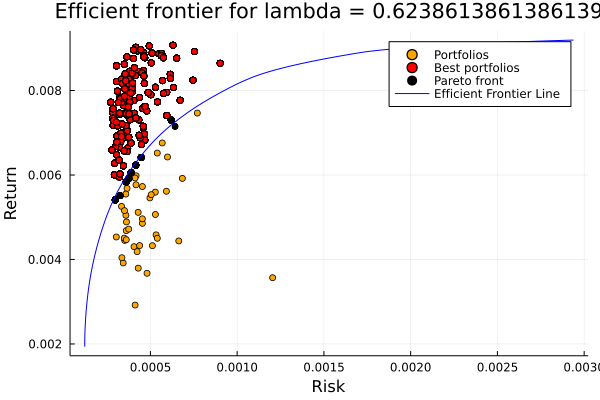 Efficient frontier for lambda = 0.6238613861386139
Portfolios
Best portfolios
Pareto front
Efficient Frontier Line
Return
0.008
0.006
0.004
0.002
0.0005
0.0010
0.0015
0.0020
0.0025
0.0030
Risk